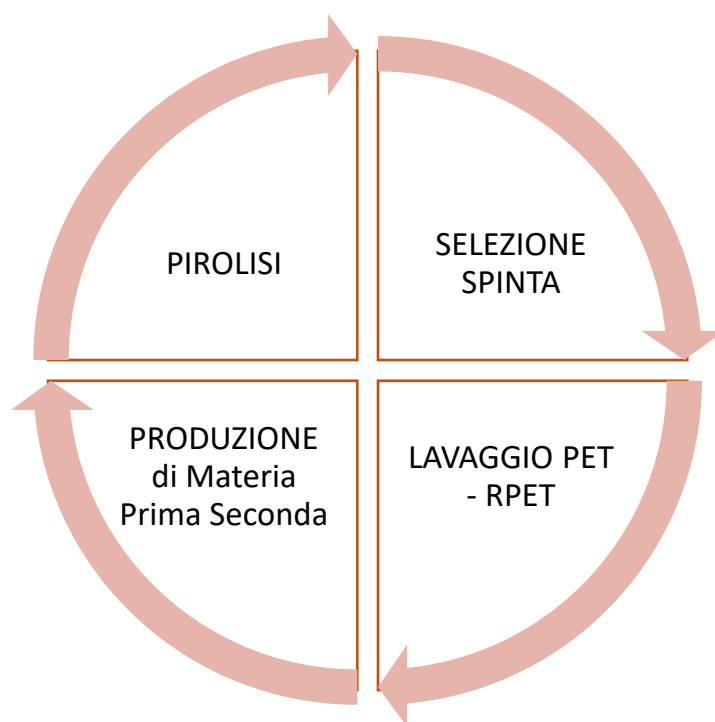 PIROLISI
SELEZIONE
SPINTA
PRODUZIONE
di Materia
Prima Seconda
LAVAGGIO PET
- RPET